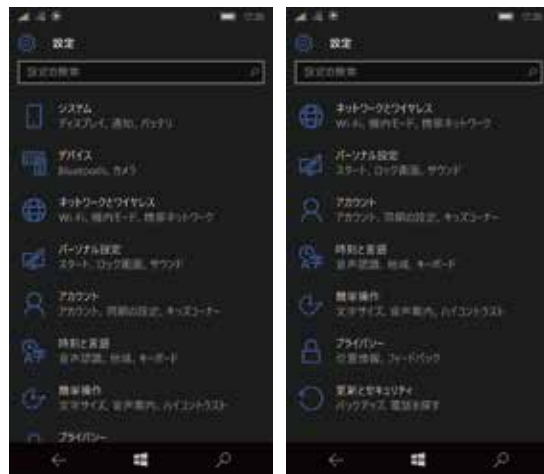 設定
設定の検索
システム
ディスプレイ, 通知, バッテリ
デバイス
Bluetooth, カメラ
ネットワークとワイヤレス
Wi-Fi, 機内モード, 携帯ネットワーク
パーソナル設定
スタート, ロック画面, サウンド
アカウント
アカウント, 同期の設定, キッズコーナー
時刻と言語
音声認識, 地域, キーボード
簡単操作
文字サイズ, 音声案内, ハイコントラスト
プライバシー
設定
設定の検索
ネットワークとワイヤレス
Wi-Fi, 機内モード, 携帯ネットワーク
パーソナル設定
スタート, ロック画面, サウンド
アカウント
アカウント, 同期の設定, キッズコーナー
時刻と言語
音声認識, 地域, キーボード
簡単操作
文字サイズ, 音声案内, ハイコントラスト
プライバシー
位置情報, フィードバック
更新とセキュリティ
バックアップ, 電話を探す